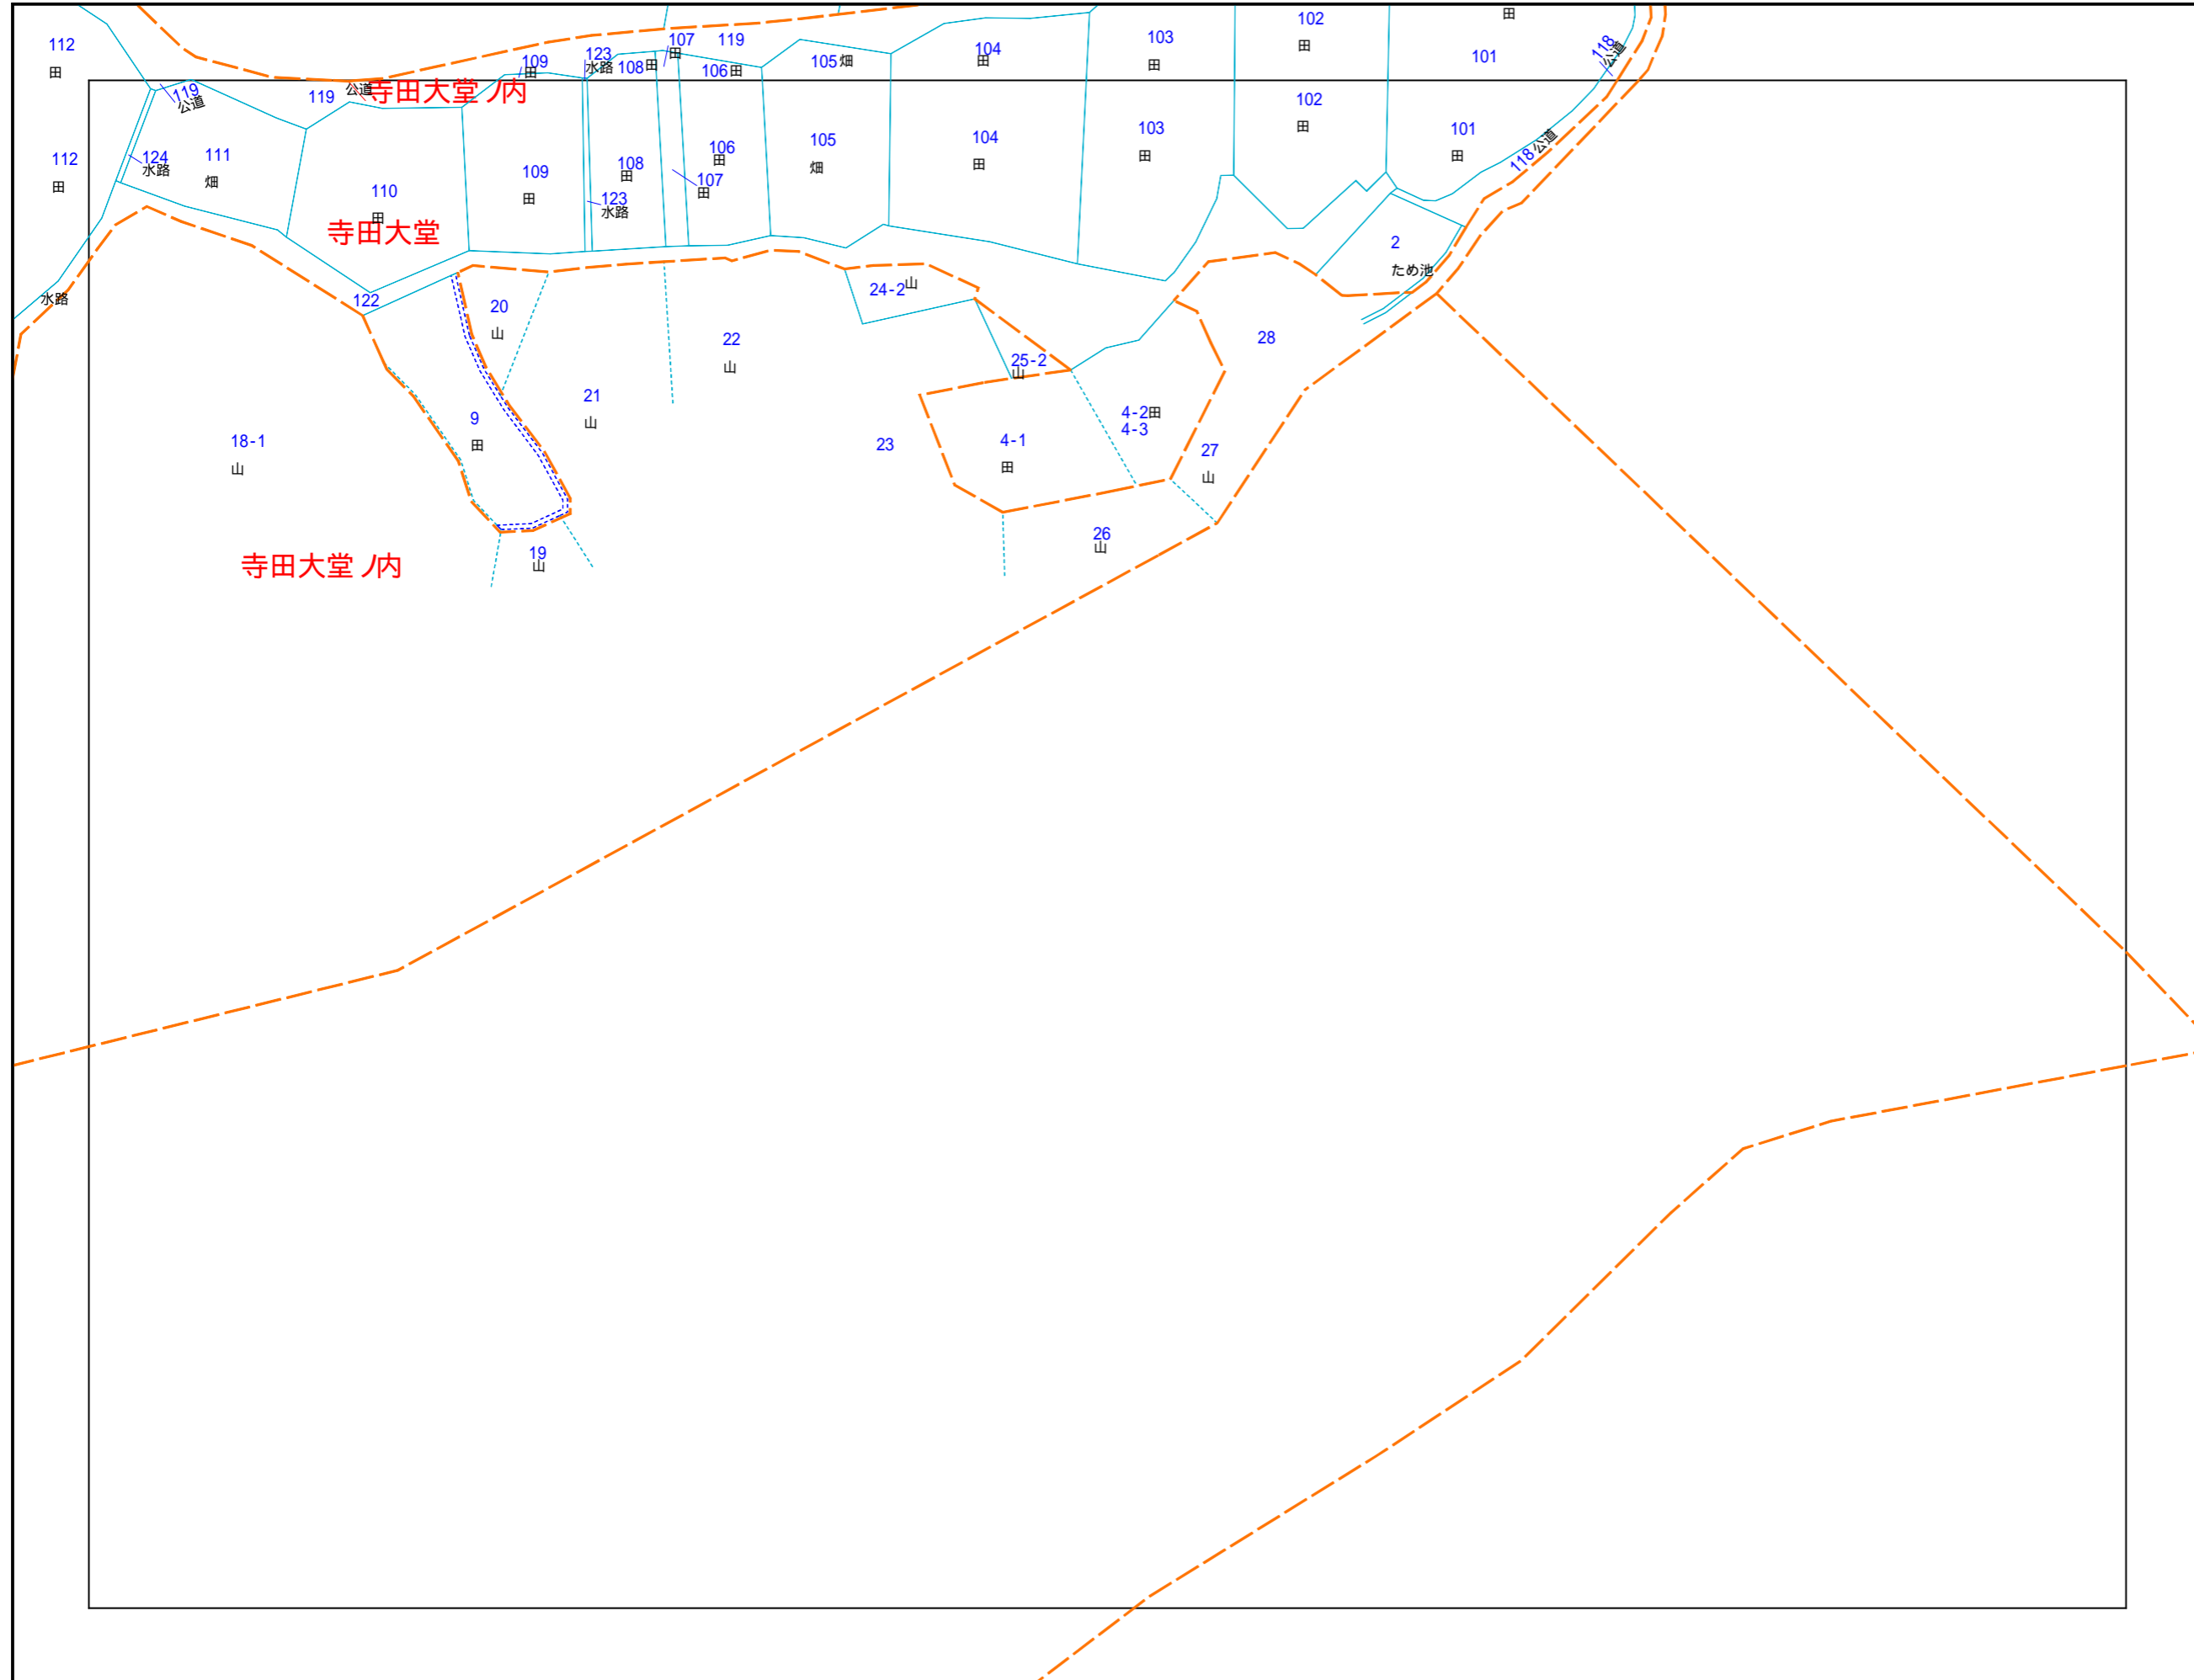 112
田
109
田
123
水路
108
田
107
田
119
106
田
105
畑
104
田
103
田
102
田
101
田
118
公道
119
公道
119
公道
寺田大堂ノ内
112
田
124
水路
111
畑
110
田
寺田大堂
109
田
108
田
123
水路
106
田
107
田
105
畑
104
田
103
田
102
田
101
田
118
公道
2
ため池
水路
122
20
山
21
山
22
山
24-2
山
25-2
山
28
18-1
山
9
田
23
4-1
田
4-2
田
4-3
27
山
26
山
19
山
寺田大堂ノ内